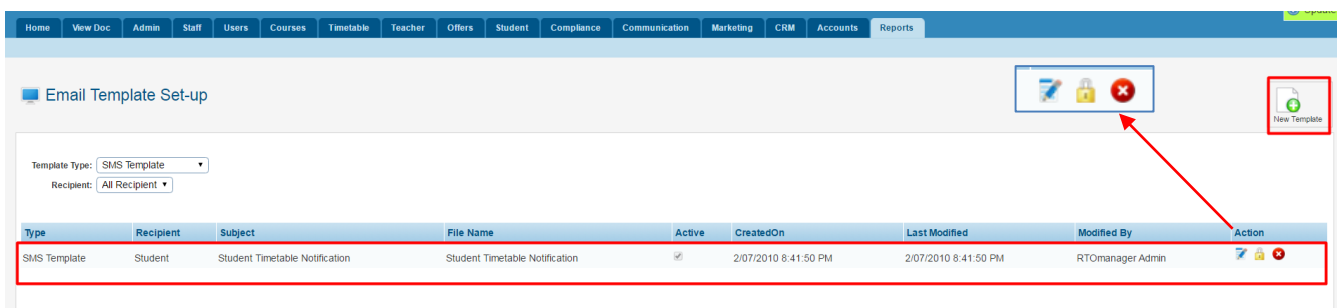 Update
Home View Doc Admin Staff Users Courses Timetable Teacher Offers Student Compliance Communication Marketing CRM Accounts Reports
Email Template Set-up
New Template
Template Type: SMS Template
Recipient: All Recipient
Type Recipient Subject File Name Active CreatedOn Last Modified Modified By Action
SMS Template Student Student Timetable Notification Student Timetable Notification 2/07/2010 8:41:50 PM 2/07/2010 8:41:50 PM RTOmanager Admin